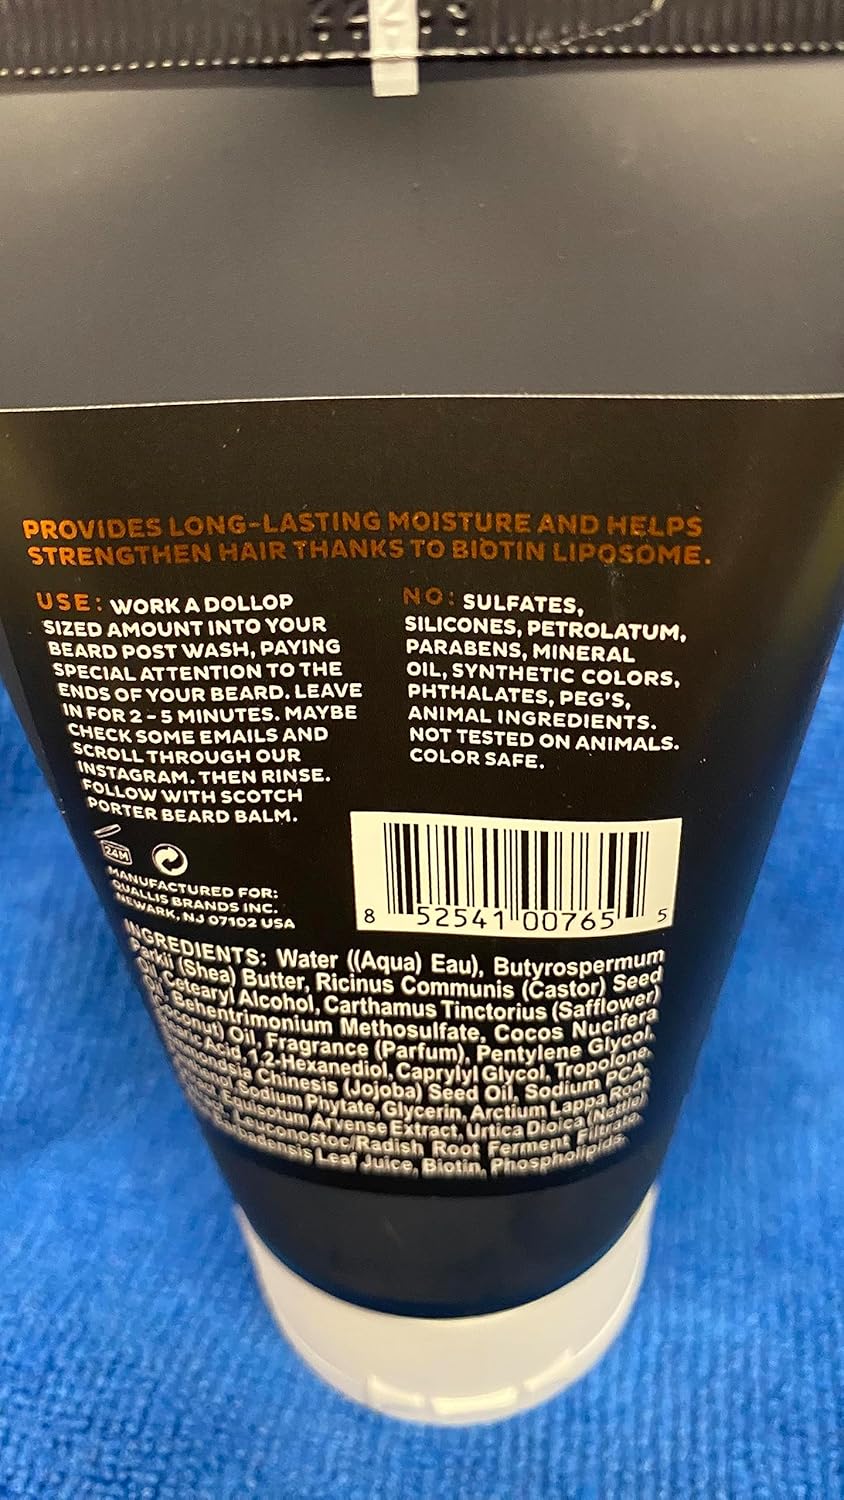 PROVIDES LONG-LASTING MOISTURE AND HELPS
STRENGTHEN HAIR THANKS TO BIOTIN LIPOSOME.
USE: WORK A DOLLOP
SIZED AMOUNT INTO YOUR
BEARD POST WASH, PAYING
SPECIAL ATTENTION TO THE
ENDS OF YOUR BEARD. LEAVE
IN FOR 2 - 5 MINUTES. MAYBE
CHECK SOME EMAILS AND
SCROLL THROUGH OUR
INSTAGRAM. THEN RINSE.
FOLLOW WITH SCOTCH
PORTER BEARD BALM.
NO: SULFATES,
SILICONES, PETROLATUM,
PARABENS, MINERAL
OIL, SYNTHETIC COLORS,
PHTHALATES, PEG'S,
ANIMAL INGREDIENTS.
NOT TESTED ON ANIMALS.
COLOR SAFE.
24M
MANUFACTURED FOR:
QUALLIS BRANDS INC.
NEWARK, NJ 07102 USA
8 52541 00765 5
INGREDIENTS: Water ((Aqua) Eau), Butyrospermum
Parkii (Shea) Butter, Ricinus Communis (Castor) Seed
Oil, Cetearyl Alcohol, Carthamus Tinctorius (Safflower)
Behentrimonium Methosulfate, Cocos Nucifera
Oil, Fragrance (Parfum), Pentylene Glycol,
Acid, 1,2-Hexanediol, Caprylyl Glycol, Tropolone,
Chinesis (Jojoba) Seed Oil, Sodium PCA,
Sodium Phytate, Glycerin, Arctium Lappa Root
Equisetum Arvense Extract, Urtica Dioica (Nettle)
Leuconostoc/Radish Root Ferment Filtrate,
Leaf Juice, Biotin, Phospholipids.